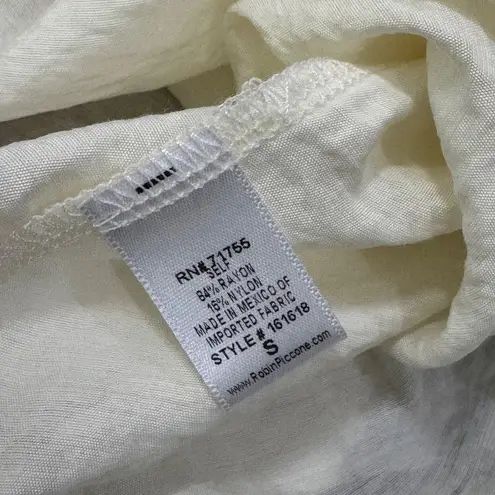 RN# 71755
SELF
84% RAYON
16% NYLON
MADE IN MEXICO OF
IMPORTED FABRIC
STYLE# 161618
S
www.RobinPiccone.com